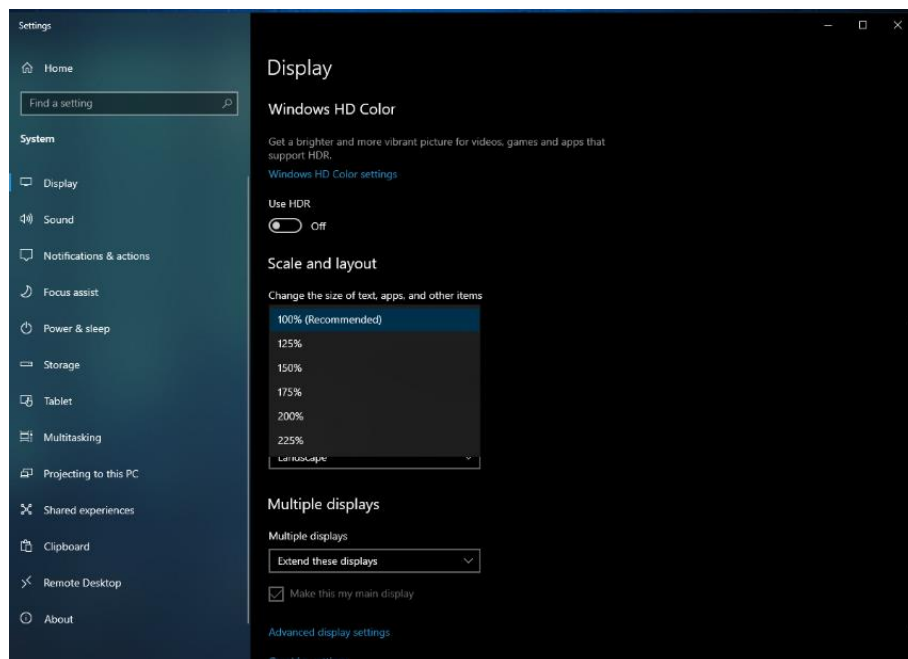 Settings
Home
Find a setting
System
Display
Sound
Notifications & actions
Focus assist
Power & sleep
Storage
Tablet
Multitasking
Projecting to this PC
Shared experiences
Clipboard
Remote Desktop
About
Display
Windows HD Color
Get a brighter and more vibrant picture for videos, games and apps that
support HDR.
Windows HD Color settings
Use HDR
Off
Scale and layout
Change the size of text, apps, and other items
100% (Recommended)
125%
150%
175%
200%
225%
Landscape
Multiple displays
Multiple displays
Extend these displays
Make this my main display
Advanced display settings